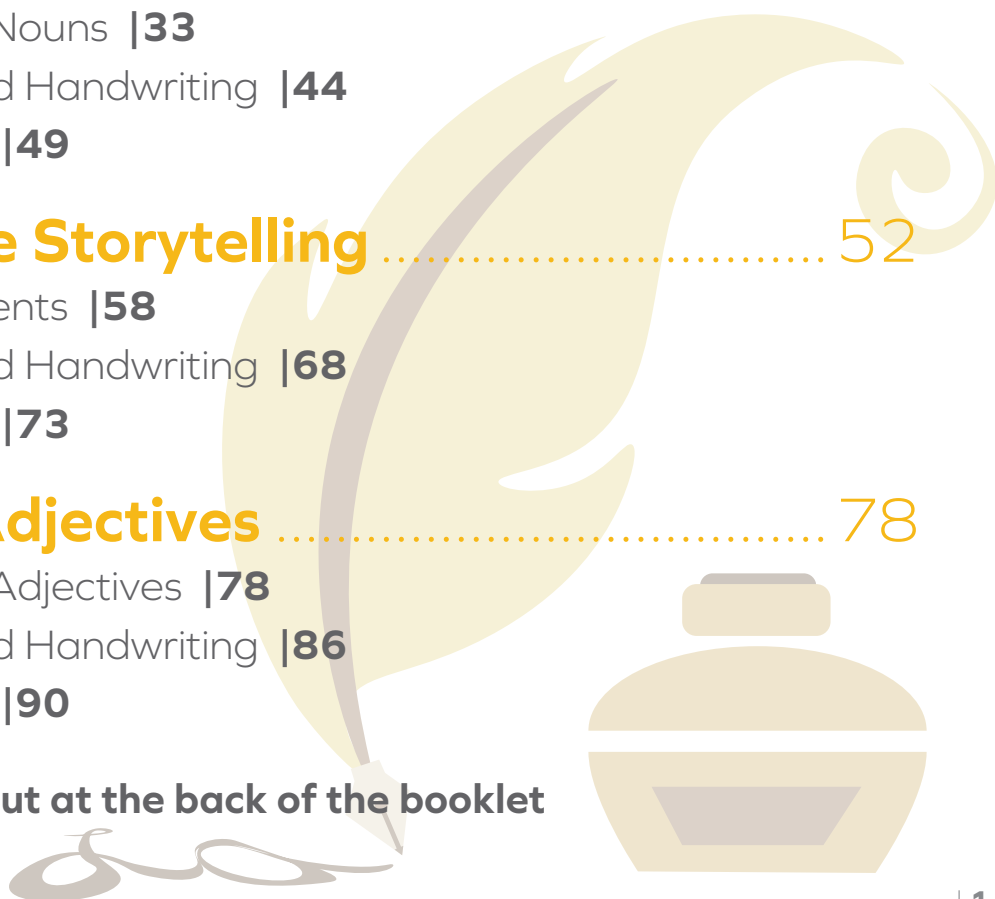 Nouns |33
d Handwriting |44
|49
e Storytelling 52
ents |58
d Handwriting |68
|73
Adjectives 78
Adjectives |78
d Handwriting |86
|90
ut at the back of the booklet